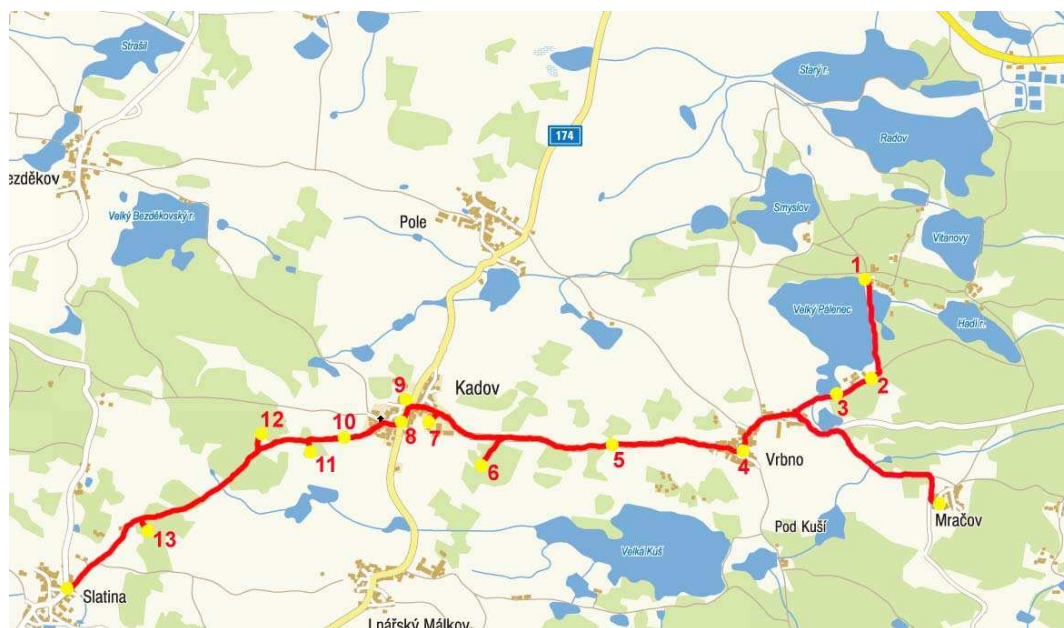 Strašil
Starý r.
174
Radov
ezděkov
Smyslov
Velký Bezděkovský r.
Pole
Vitanovy
1
Velký Pálenec
Hadí r.
2
9
Kadov
3
12
10
8
7
11
6
5
4
Vrbno
13
Mračov
Pod Kuší
Velká Kuš
Slatina
Lnářský Málkov